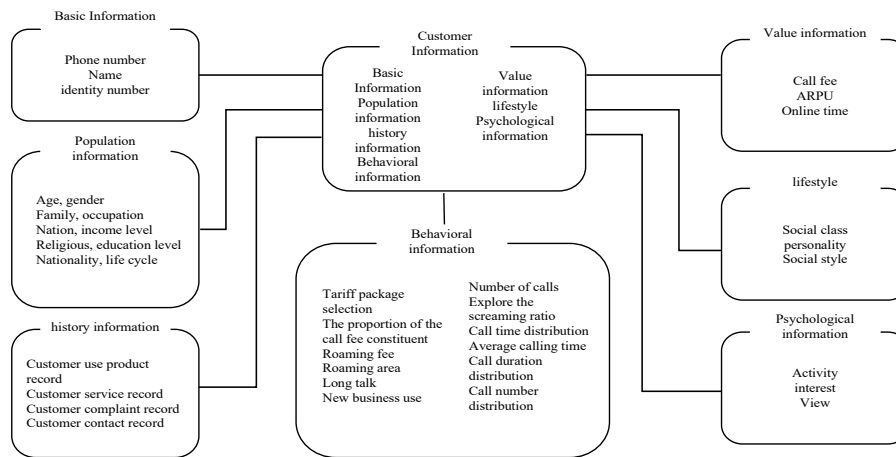 Basic Information
Phone number
Name
identity number
Population
information
Age, gender
Family, occupation
Nation, income level
Religious, education level
Nationality, life cycle
history information
Customer use product
record
Customer service record
Customer complaint record
Customer contact record
Customer
Information
Basic
Information
Population
information
history
information
Behavioral
information
Value
information
lifestyle
Psychological
information
Behavioral
information
Tariff package
selection
The proportion of the
call fee constituent
Roaming fee
Roaming area
Long talk
New business use
Number of calls
Explore the
screaming ratio
Call time distribution
Average calling time
Call duration
distribution
Call number
distribution
Value information
Call fee
ARPU
Online time
lifestyle
Social class
personality
Social style
Psychological
information
Activity
interest
View